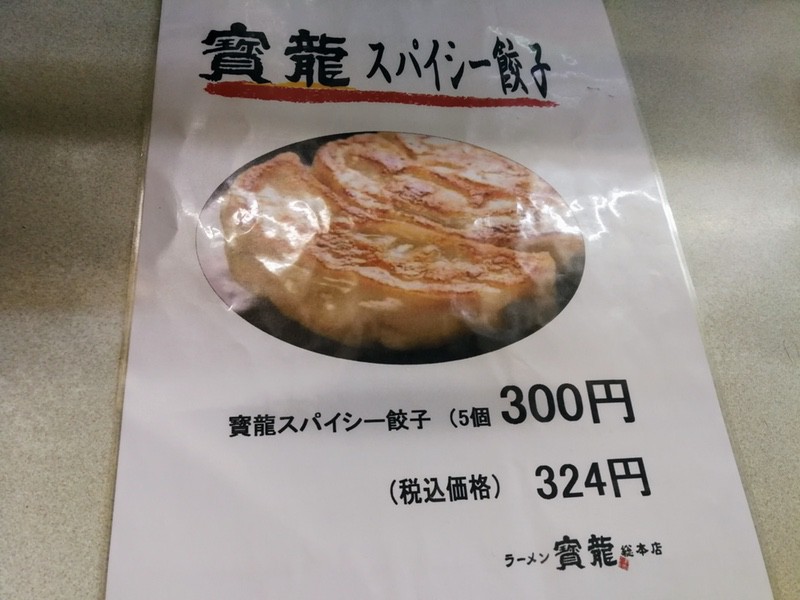 寳龍 スパイシー餃子
寳龍スパイシー餃子 （5個 300円
（税込価格） 324円
ラーメン 寳龍 総本店